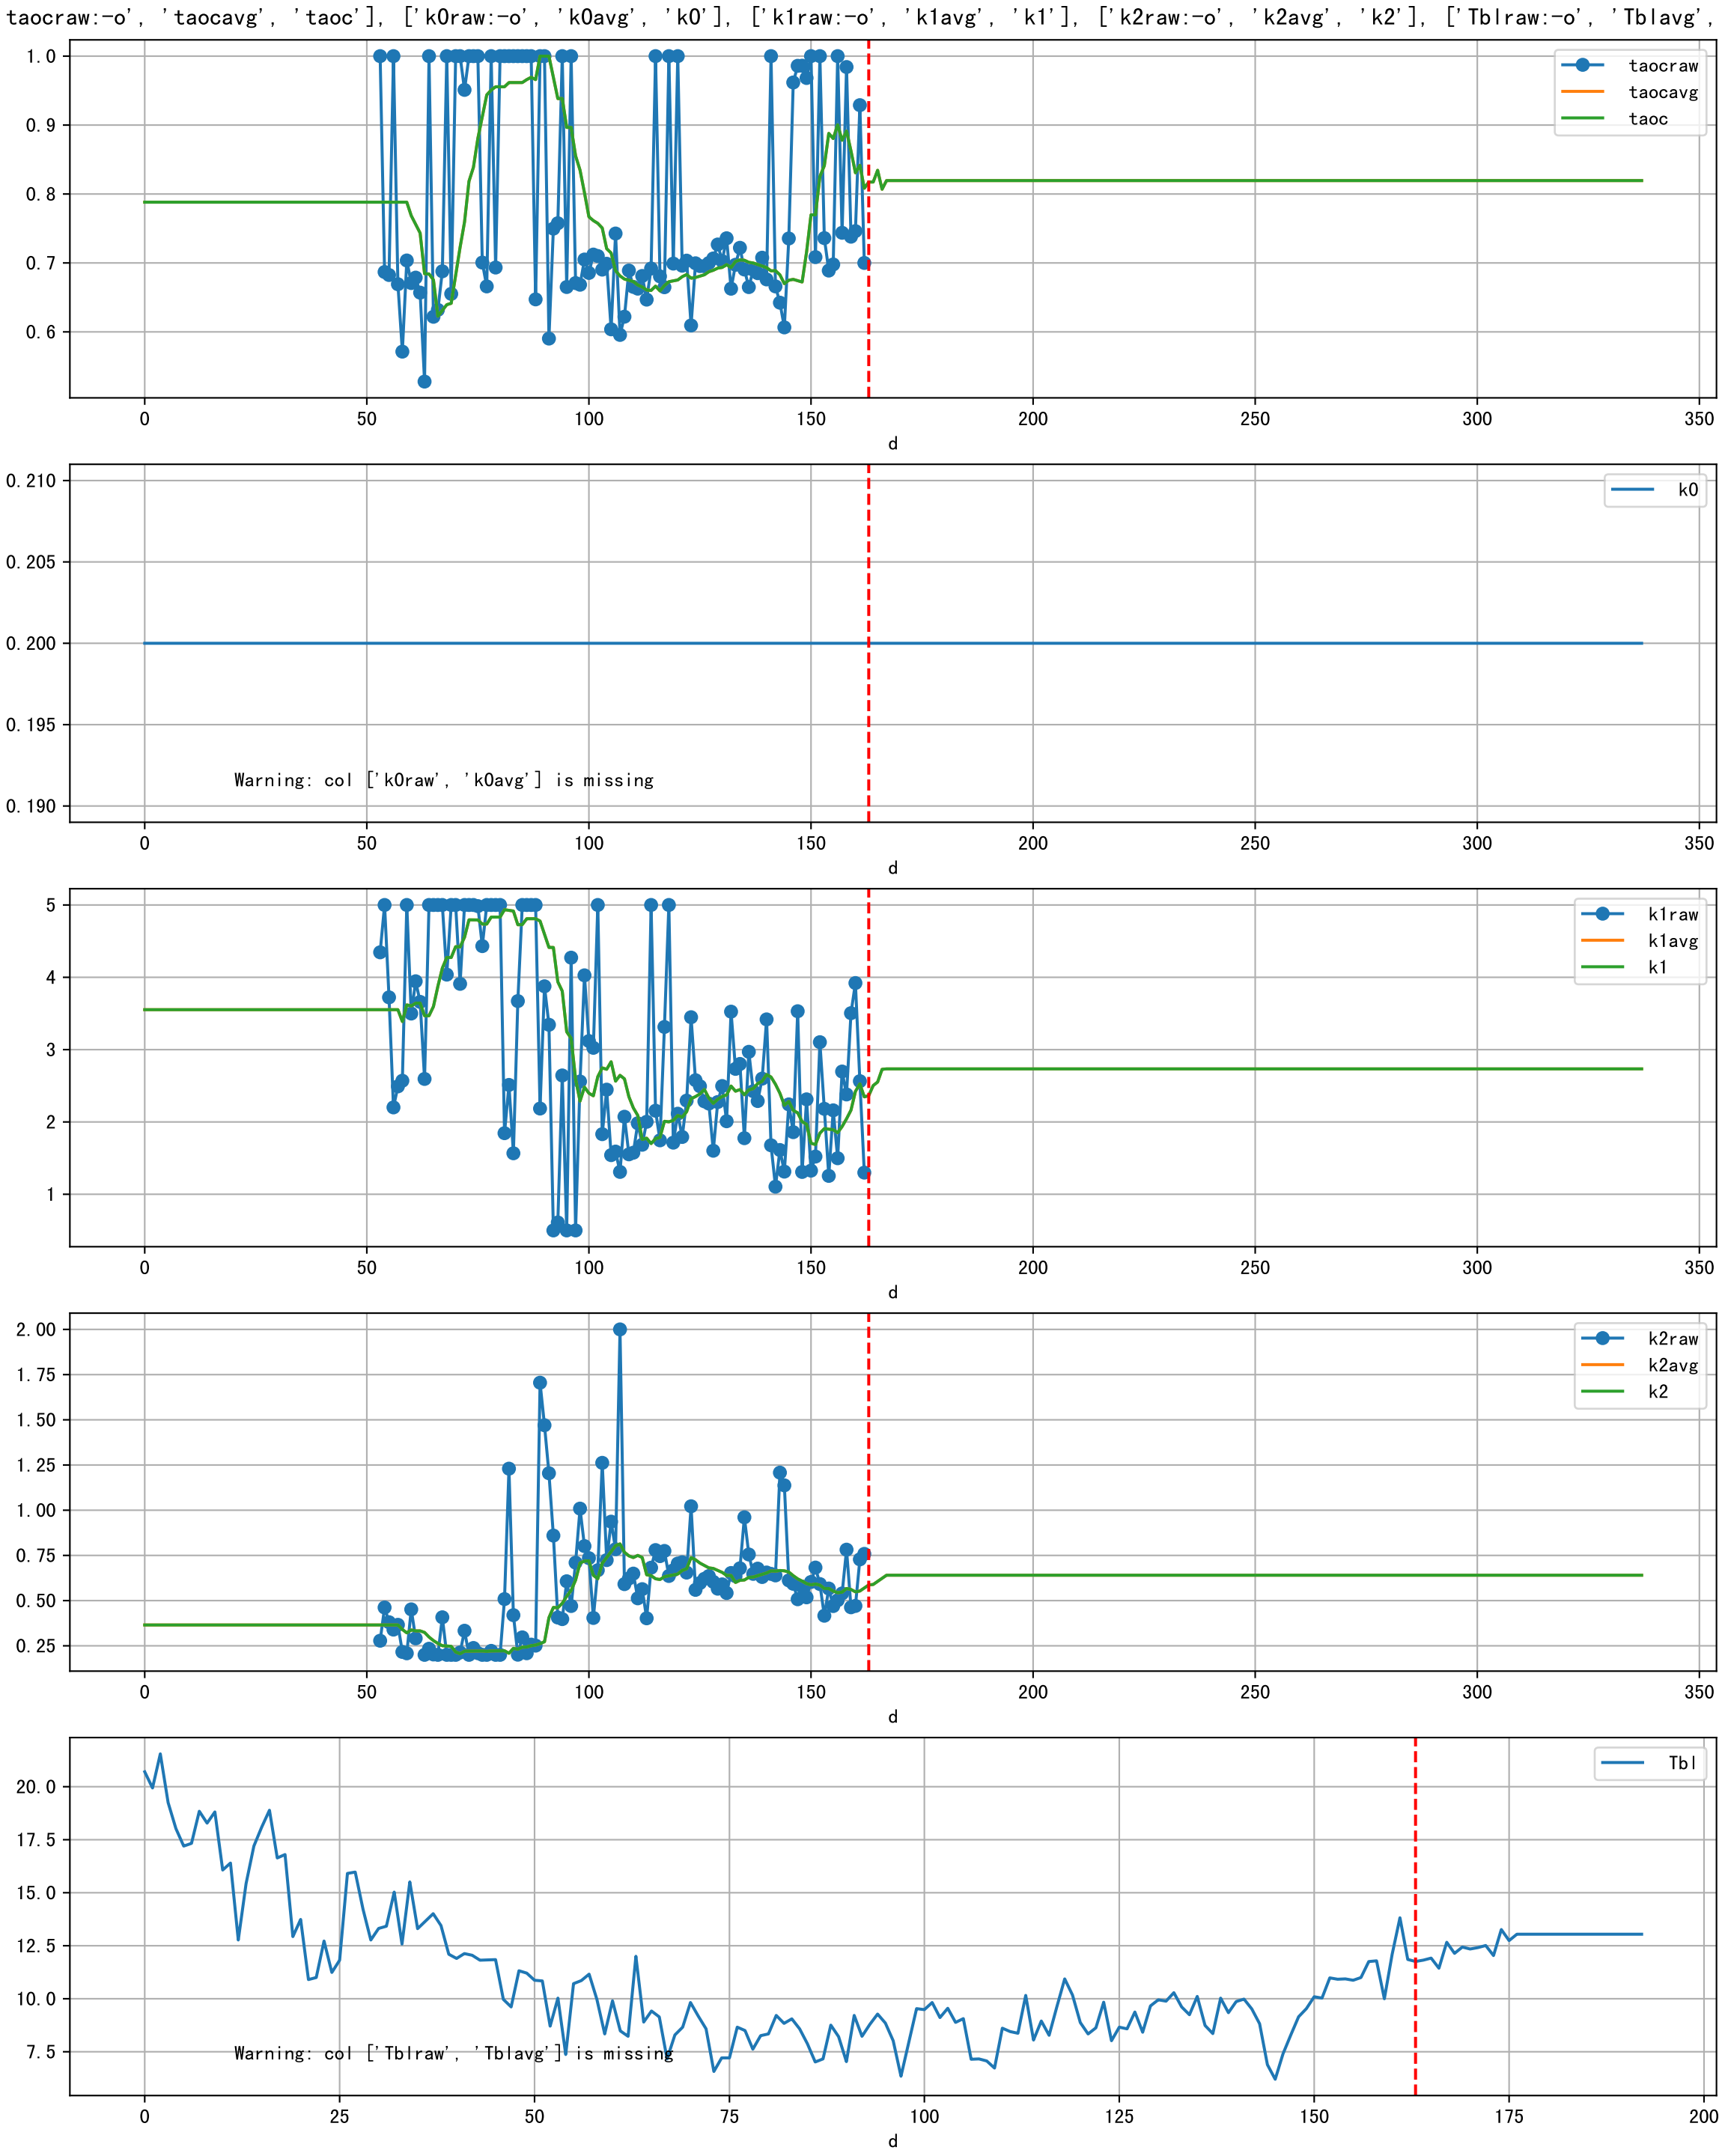 taocraw:-o', 'taocavg', 'taoc'], ['k0raw:-o', 'k0avg', 'k0'], ['k1raw:-o', 'k1avg', 'k1'], ['k2raw:-o', 'k2avg', 'k2'], ['Tblraw:-o', 'Tblavg',
1.0
0.9
0.8
0.7
0.6
taocraw
taocavg
taoc
0 50 100 150 200 250 300 350
d
0.210
0.205
0.200
0.195
0.190
k0
Warning: col ['k0raw', 'k0avg'] is missing
0 50 100 150 200 250 300 350
d
5
4
3
2
1
k1raw
k1avg
k1
0 50 100 150 200 250 300 350
d
2.00
1.75
1.50
1.25
1.00
0.75
0.50
0.25
k2raw
k2avg
k2
0 50 100 150 200 250 300 350
d
20.0
17.5
15.0
12.5
10.0
7.5
Tbl
Warning: col ['Tblraw', 'Tblavg'] is missing
0 25 50 75 100 125 150 175 200
d